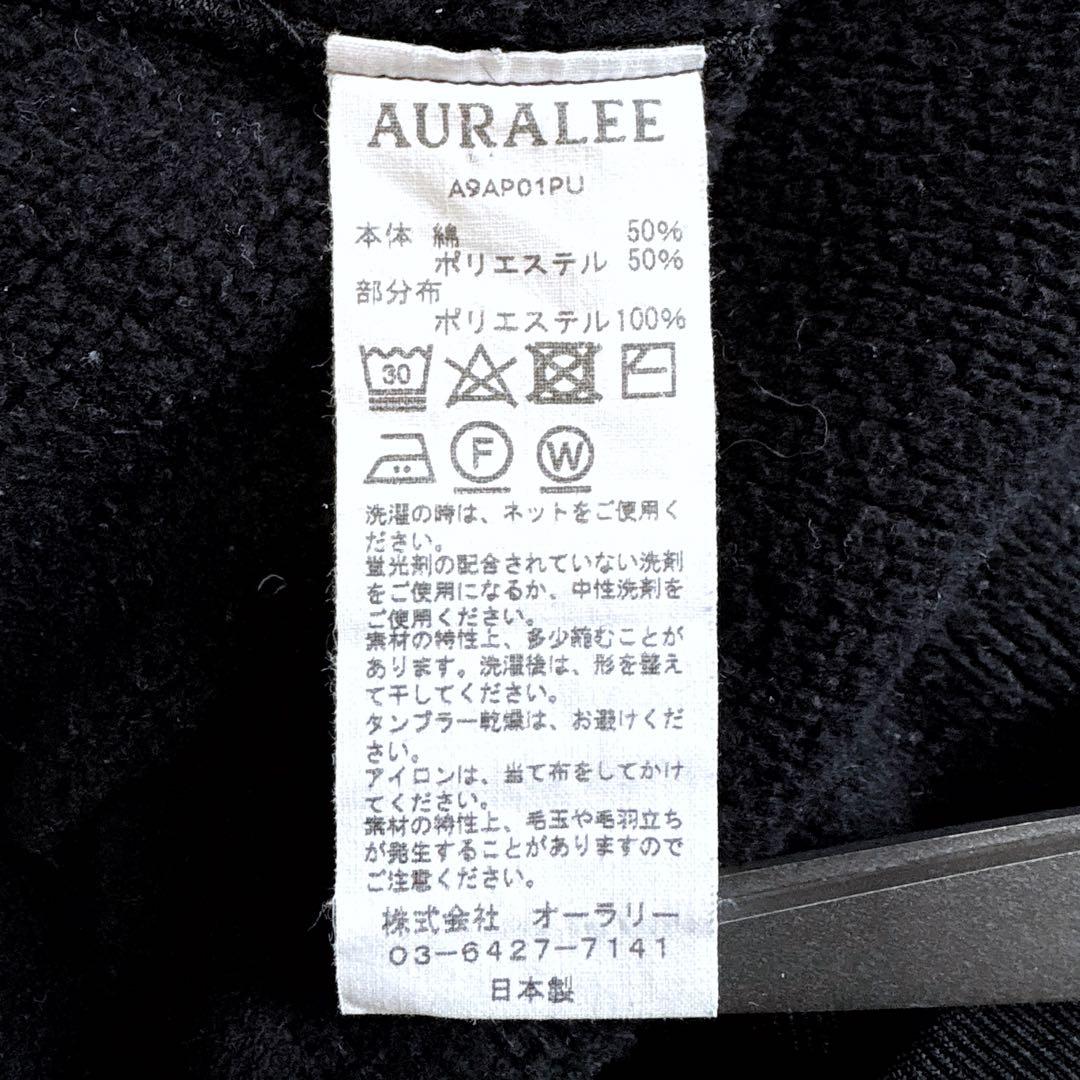 AURALEE
A9AP01PU
本体 綿 50%
ポリエステル 50%
部分布
ポリエステル100%
30
F W
洗濯の時は、ネットをご使用く
ださい。
蛍光剤の配合されていない洗剤
をご使用になるか、中性洗剤を
ご使用ください。
素材の特性上、多少縮むことが
あります。洗濯後は、形を整え
て干してください。
タンブラー乾燥は、お避けくだ
さい。
アイロンは、当て布をしてかけ
てください。
素材の特性上、毛玉や毛羽立ち
が発生することがありますので
ご注意ください。
株式会社 オーラリー
03-6427-7141
日本製